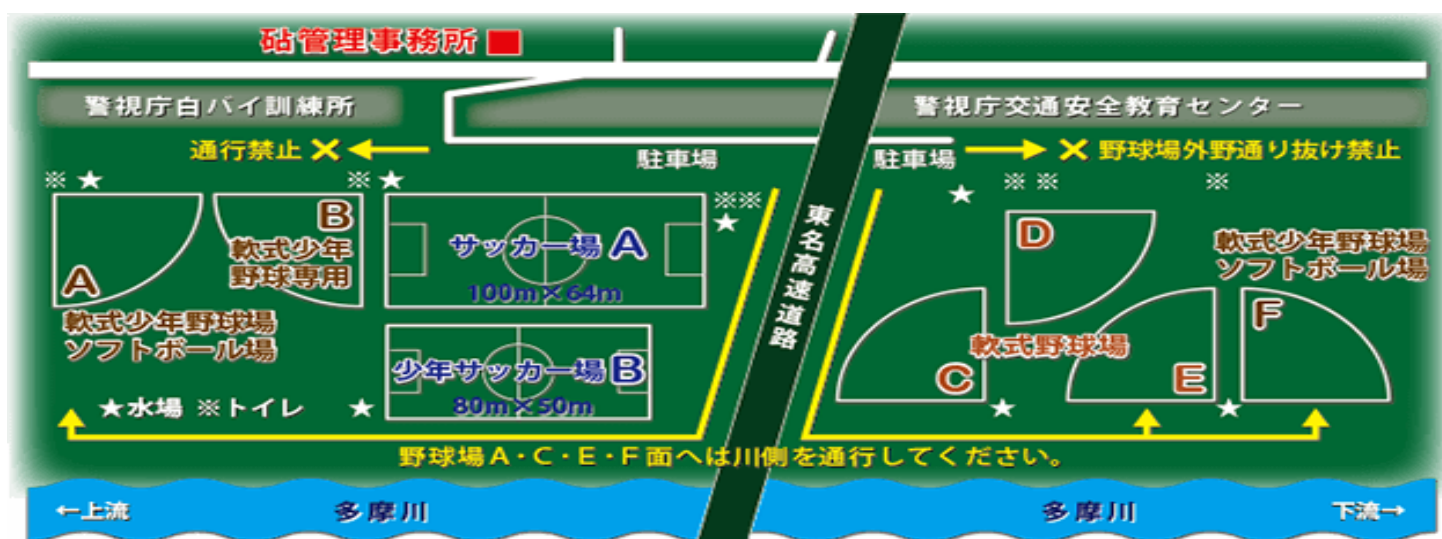 砧管理事務所
警視庁白バイ訓練所
警視庁交通安全教育センター
通行禁止 ×
駐車場
駐車場
× 野球場外野通り抜け禁止
※ ★
※ ★
※※
★
★
※ ※
※
A
軟式少年野球場
ソフトボール場
B
軟式少年
野球専用
サッカー場 A
100m×64m
少年サッカー場 B
80m×50m
東名高速道路
D
軟式野球場
C
E
軟式少年野球場
ソフトボール場
F
★水場 ※トイレ
★
★
★
野球場A・C・E・F面へは川側を通行してください。
←上流
多摩川
多摩川
下流→